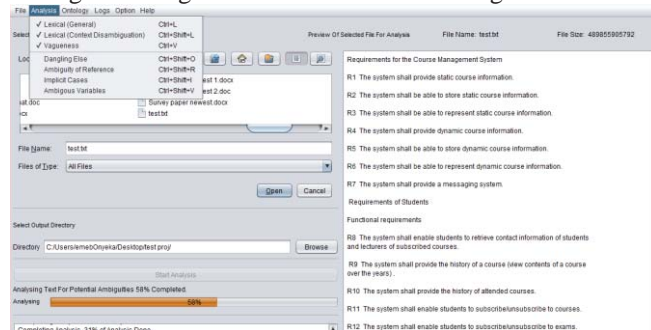 File Analysis Ontology Logs Option Help
✓ Lexical (General) Ctrl+L
✓ Lexical (Context Disambiguation) Ctrl+Shift+L
✓ Vagueness Ctrl+V
Dangling Else Ctrl+Shift+O
Ambiguity of Reference Ctrl+Shift+R
Implicit Cases Ctrl+Shift+I
Ambigous Variables Ctrl+Shift+V
Select
Loo
est 1.docx
est 2.docx
Survey paper newest.docx
test.txt
File Name: test.txt
Files of Type: All Files
Open Cancel
Select Output Directory
Directory C:/Users/emebOnyeka/Desktop/test.proj/ Browse
Start Analysis
Analysing Text For Potential Ambiguities 58% Completed.
Analysing 58%
Completing Analysis, 31% of Analysis Done
Preview Of Selected File For Analysis File Name: test.txt File Size: 489855905792
Requirements for the Course Management System
R1 The system shall provide static course information.
R2 The system shall be able to store static course information.
R3 The system shall be able to represent static course information.
R4 The system shall provide dynamic course information.
R5 The system shall be able to store dynamic course information.
R6 The system shall be able to represent dynamic course information.
R7 The system shall provide a messaging system.
Requirements of Students
Functional requirements
R8 The system shall enable students to retrieve contact information of students
and lecturers of subscribed courses.
R9 The system shall provide the history of a course (view contents of a course
over the years).
R10 The system shall provide the history of attended courses.
R11 The system shall enable students to subscribe/unsubscribe to courses.
R12 The system shall enable students to subscribe/unsubscribe to exams.